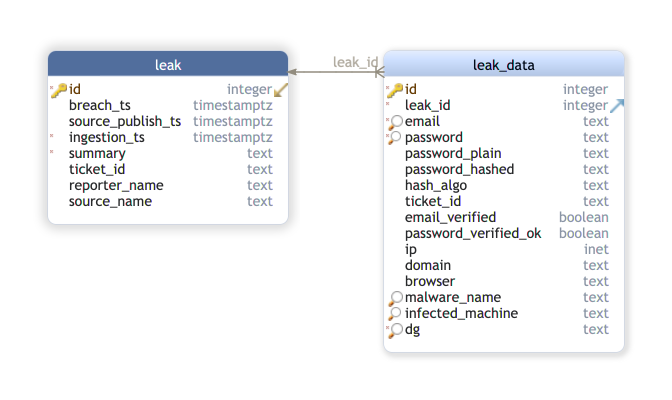 leak
id integer
breach_ts timestamptz
source_publish_ts timestamptz
ingestion_ts timestamptz
summary text
ticket_id text
reporter_name text
source_name text
leak_id
leak_data
id integer
leak_id integer
email text
password text
password_plain text
password_hashed text
hash_algo text
ticket_id text
email_verified boolean
password_verified_ok boolean
ip inet
domain text
browser text
malware_name text
infected_machine text
dg text